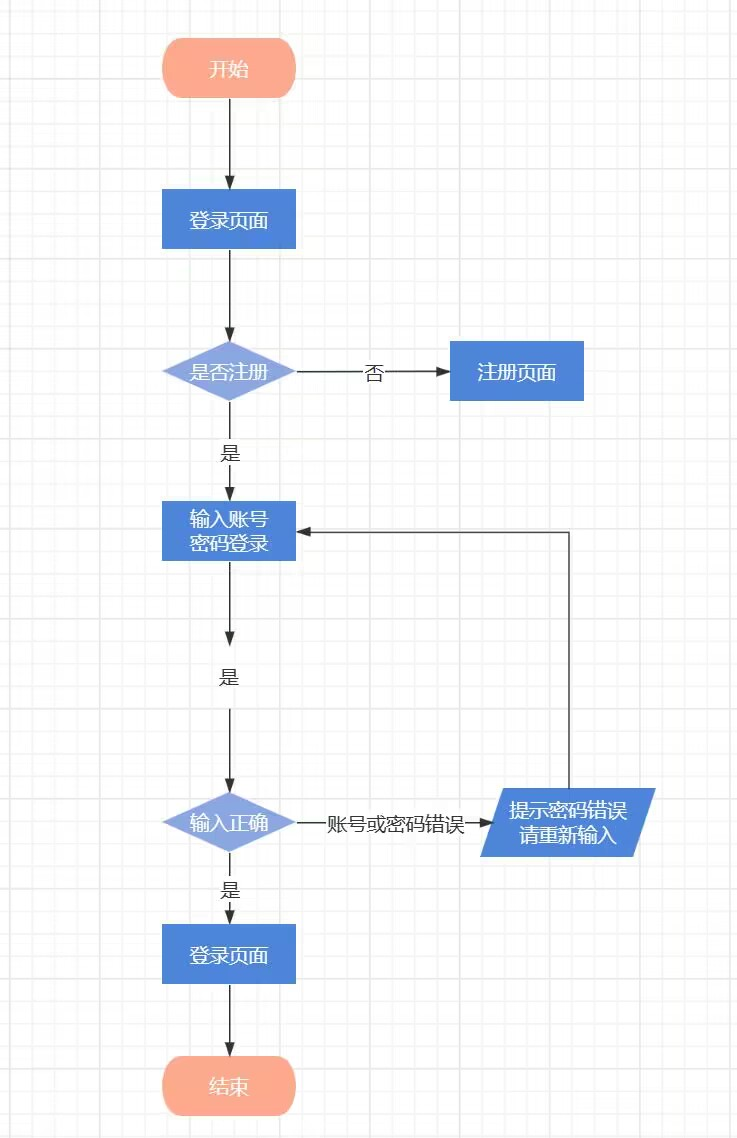 开始
登录页面
是否注册
否
注册页面
是
输入账号
密码登录
是
输入正确
账号或密码错误
提示密码错误
请重新输入
是
登录页面
结束